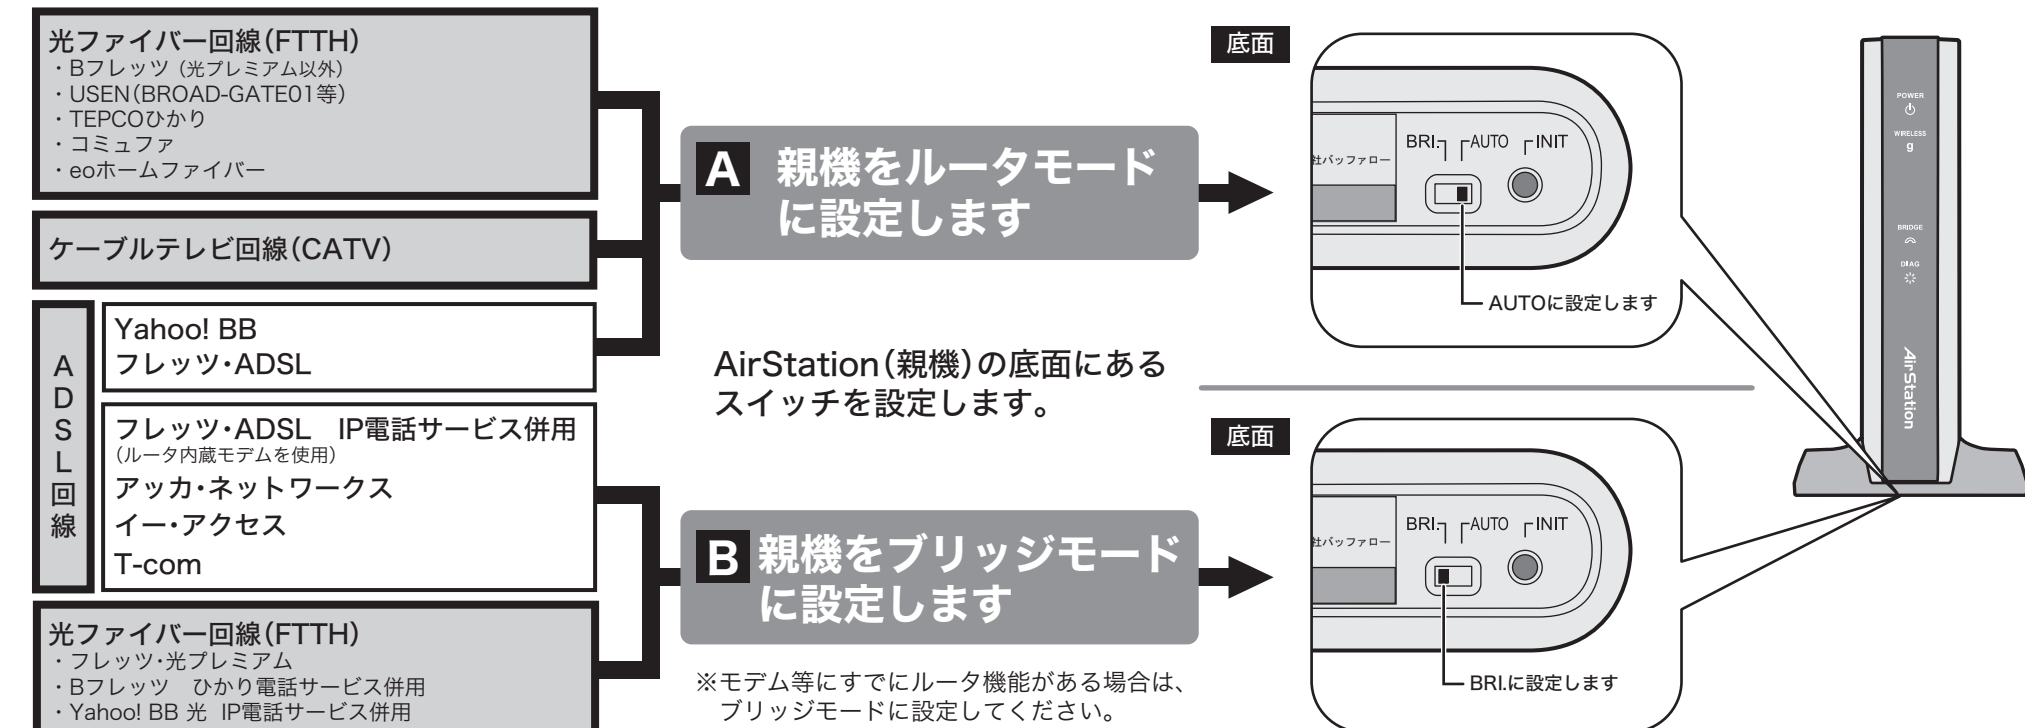 光ファイバー回線(FTTH)
・Bフレッツ (光プレミアム以外)
・USEN(BROAD-GATE01等)
・TEPCOひかり
・コミュファ
・eoホームファイバー
ケーブルテレビ回線(CATV)
ADSL回線
Yahoo! BB
フレッツ・ADSL
フレッツ・ADSL　IP電話サービス併用
(ルータ内蔵モデムを使用)
アッカ・ネットワークス
イー・アクセス
T-com
光ファイバー回線(FTTH)
・フレッツ・光プレミアム
・Bフレッツ　ひかり電話サービス併用
・Yahoo! BB 光 IP電話サービス併用
A 親機をルータモード
に設定します
AirStation(親機)の底面にある
スイッチを設定します。
B 親機をブリッジモード
に設定します
※モデム等にすでにルータ機能がある場合は、
ブリッジモードに設定してください。
底面
BRI. AUTO INIT
社バッファロー
AUTOに設定します
底面
BRI. AUTO INIT
社バッファロー
BRI.に設定します
POWER
WIRELESS
g
BRIDGE
DIAG
AirStation